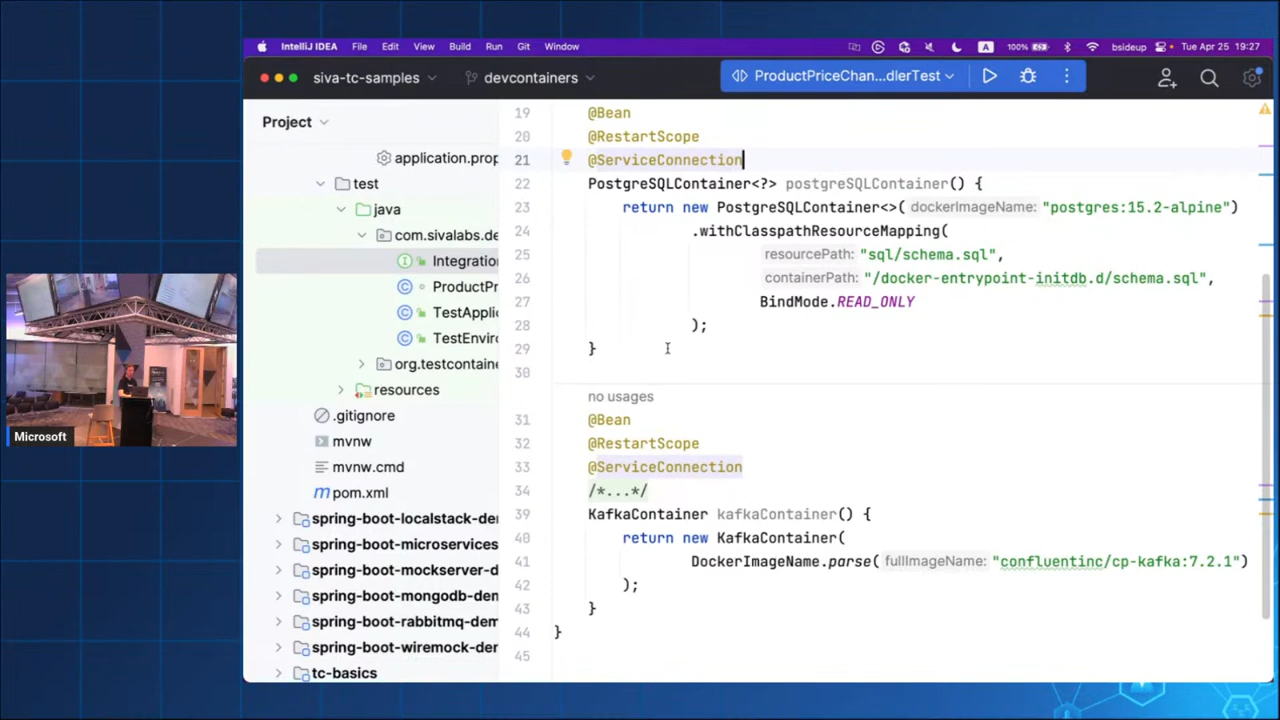 IntelliJ IDEA File Edit View Build Run Git Window A 100% bsideup Tue Apr 25 19:27
siva-tc-samples devcontainers ProductPriceChan...dlerTest
Project
application.prop
test
java
com.sivalabs.de
Integratio
ProductPr
TestAppli
TestEnvir
org.testcontaine
resources
.gitignore
mvnw
mvnw.cmd
pom.xml
spring-boot-localstack-de
spring-boot-microservices
spring-boot-mockserver-d
spring-boot-mongodb-den
spring-boot-rabbitmq-dem
spring-boot-wiremock-de
tc-basics
19 @Bean
20 @RestartScope
21 @ServiceConnection
22 PostgreSQLContainer<?> postgreSQLContainer() {
23 return new PostgreSQLContainer<>( dockerImageName: "postgres:15.2-alpine")
24 .withClasspathResourceMapping(
25 resourcePath: "sql/schema.sql",
26 containerPath: "/docker-entrypoint-initdb.d/schema.sql",
27 BindMode.READ_ONLY
28 );
29 }
30
no usages
31 @Bean
32 @RestartScope
33 @ServiceConnection
34 /*...*/
39 KafkaContainer kafkaContainer() {
40 return new KafkaContainer(
41 DockerImageName.parse( fullImageName: "confluentinc/cp-kafka:7.2.1")
42 );
43 }
44 }
45
Microsoft